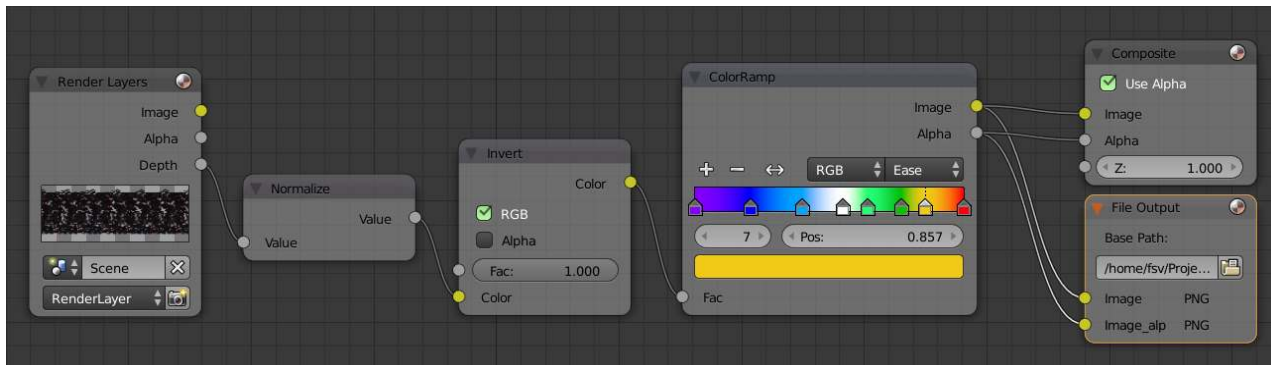 Render Layers
Image
Alpha
Depth
Scene
RenderLayer
Normalize
Value
Value
Invert
Color
RGB
Alpha
Fac: 1.000
Color
ColorRamp
Image
Alpha
RGB Ease
7 Pos: 0.857
Fac
Composite
Use Alpha
Image
Alpha
Z: 1.000
File Output
Base Path:
/home/fsv/Proje...
Image PNG
Image_alp PNG